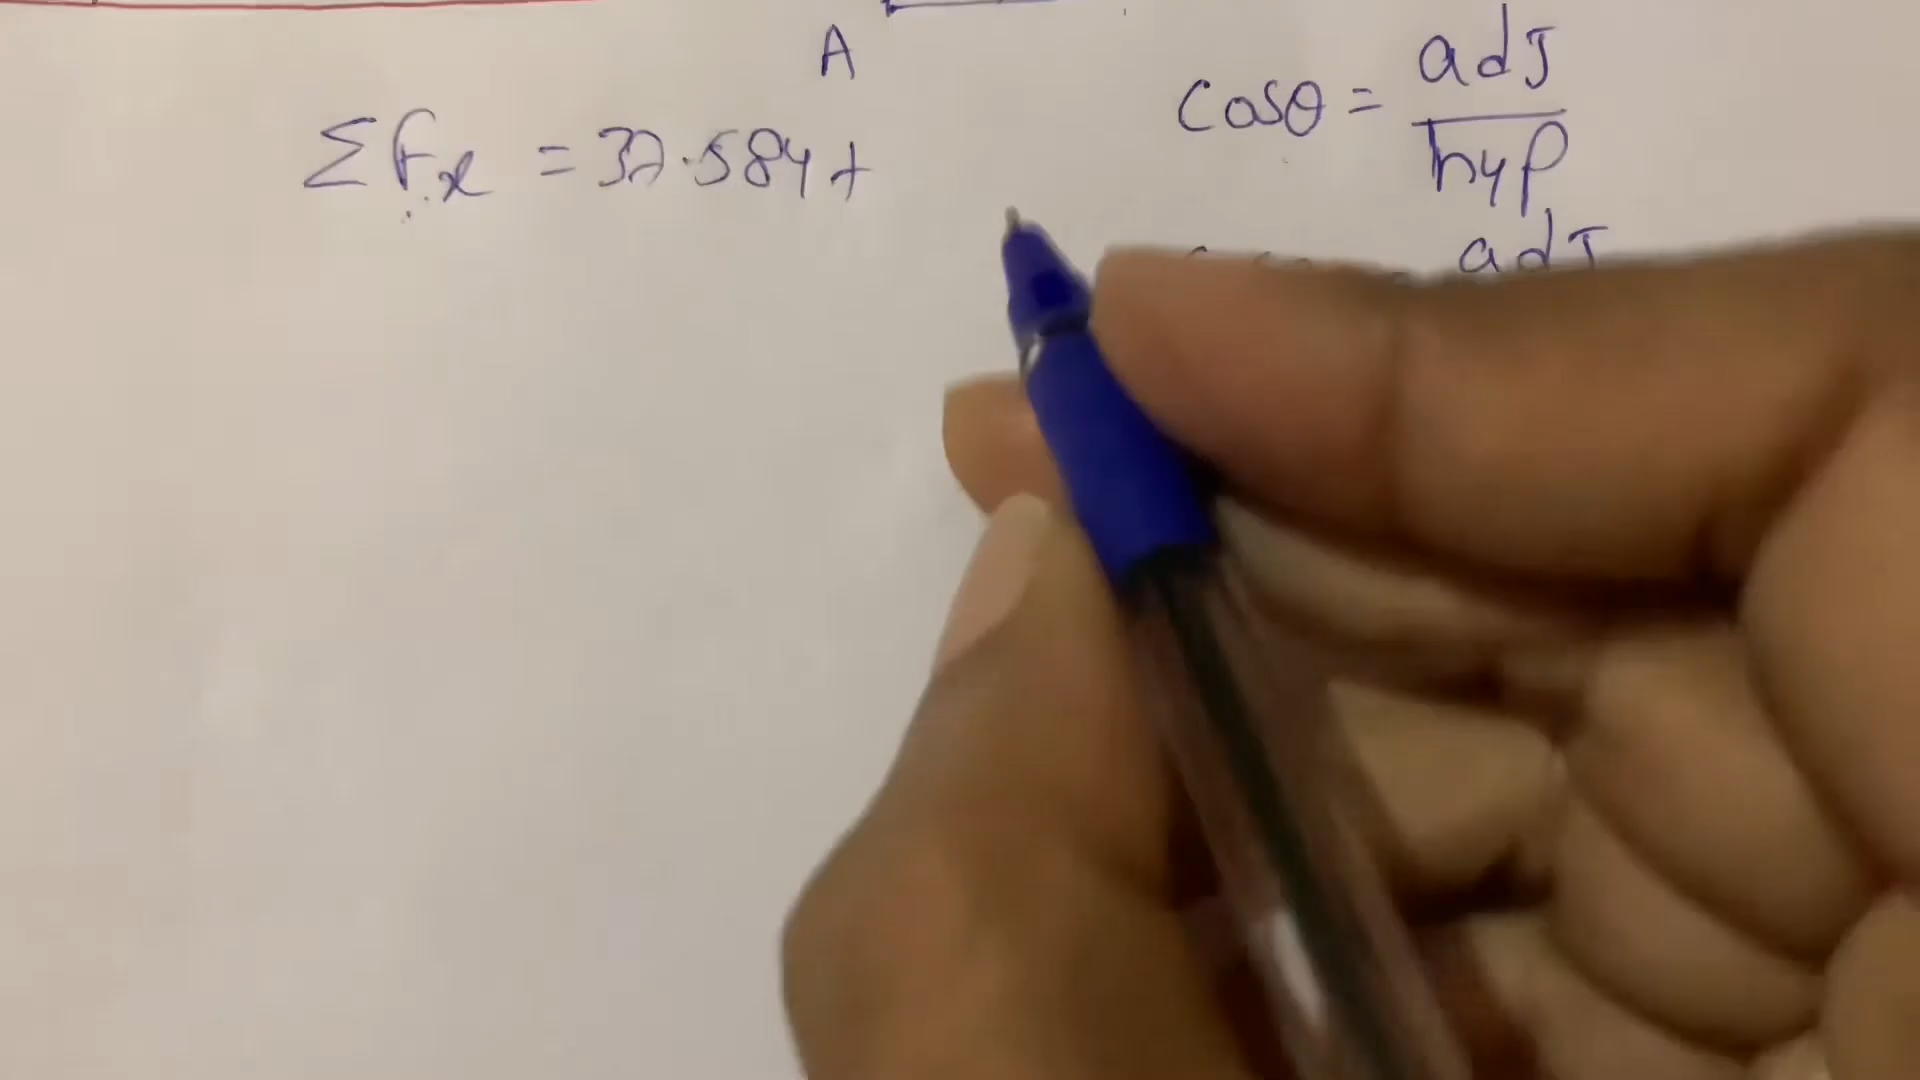 A
ΣFx = 32.584 +
cosθ = adJ
hyp
adJ